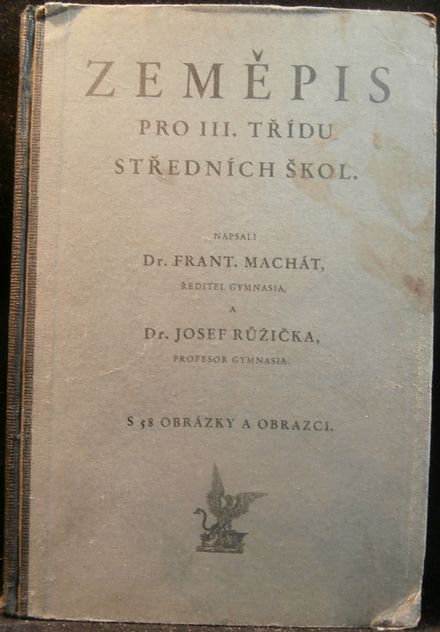 ZEMĚPIS
PRO III. TŘÍDU
STŘEDNÍCH ŠKOL.
NAPSALI
Dr. FRANT. MACHÁT,
ŘEDITEL GYMNASIA,
A
Dr. JOSEF RŮŽIČKA,
PROFESOR GYMNASIA.
S 58 OBRÁZKY A OBRAZCI.